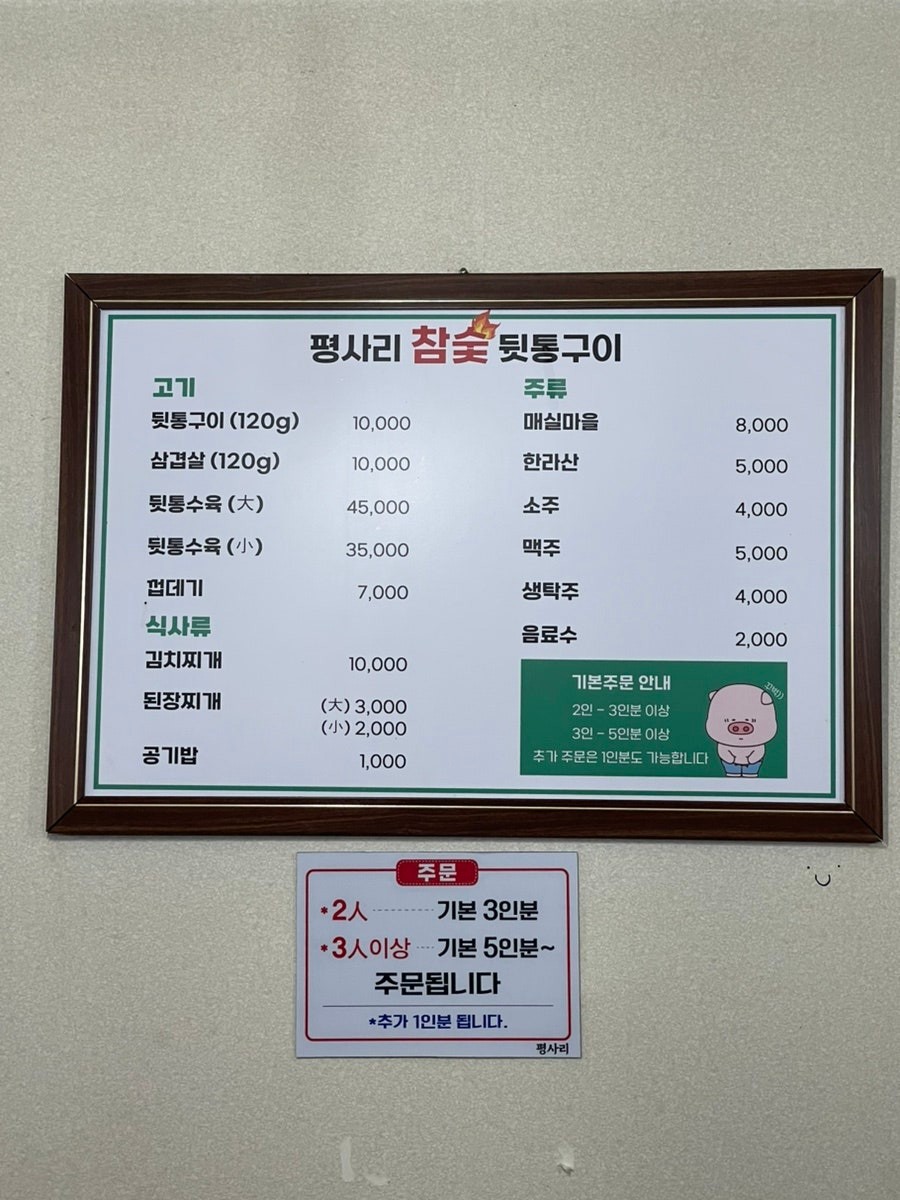 평사리 참숯 뒷통구이
고기
뒷통구이 (120g) 10,000
삼겹살 (120g) 10,000
뒷통수육 (大) 45,000
뒷통수육 (小) 35,000
껍데기 7,000
식사류
김치찌개 10,000
된장찌개 (大) 3,000
(小) 2,000
공기밥 1,000
주류
매실마을 8,000
한라산 5,000
소주 4,000
맥주 5,000
생탁주 4,000
음료수 2,000
기본주문 안내
2인 - 3인분 이상
3인 - 5인분 이상
추가 주문은 1인분도 가능합니다
꾸벅))
주문
*2人 --------- 기본 3인분
*3人이상 ---- 기본 5인분~
주문됩니다
*추가 1인분 됩니다.
평사리